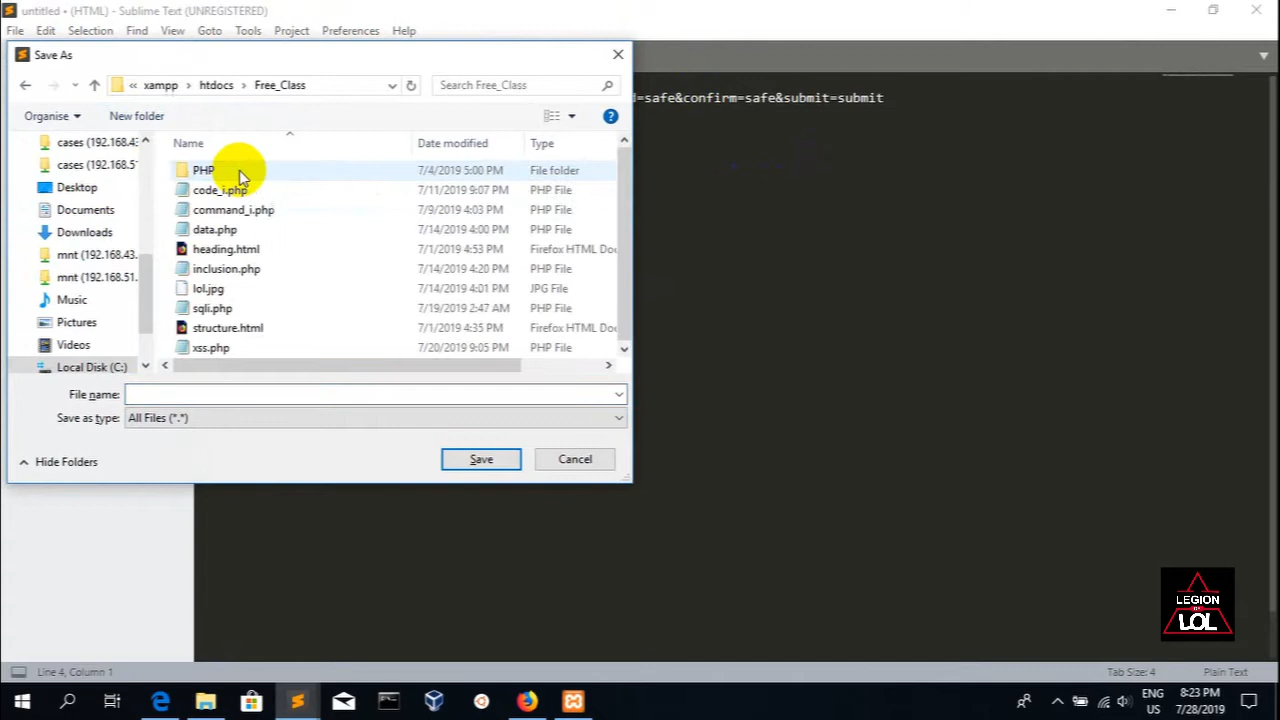 untitled • (HTML) - Sublime Text (UNREGISTERED)
File Edit Selection Find View Goto Tools Project Preferences Help
Save As
« xampp › htdocs › Free_Class
Search Free_Class
d=safe&confirm=safe&submit=submit
Organise New folder
Name Date modified Type
cases (192.168.43
cases (192.168.5
Desktop
Documents
Downloads
mnt (192.168.43.
mnt (192.168.51.
Music
Pictures
Videos
Local Disk (C:)
PHP 7/4/2019 5:00 PM File folder
code_i.php 7/11/2019 9:07 PM PHP File
command_i.php 7/9/2019 4:03 PM PHP File
data.php 7/14/2019 4:00 PM PHP File
heading.html 7/1/2019 4:53 PM Firefox HTML Doc
inclusion.php 7/14/2019 4:20 PM PHP File
lol.jpg 7/14/2019 4:01 PM JPG File
sqli.php 7/19/2019 2:47 AM PHP File
structure.html 7/1/2019 4:35 PM Firefox HTML Doc
xss.php 7/20/2019 9:05 PM PHP File
File name:
Save as type: All Files (*.*)
Hide Folders
Save Cancel
LEGION
OF
LOL
Line 4, Column 1
Tab Size: 4 Plain Text
ENG
US
8:23 PM
7/28/2019